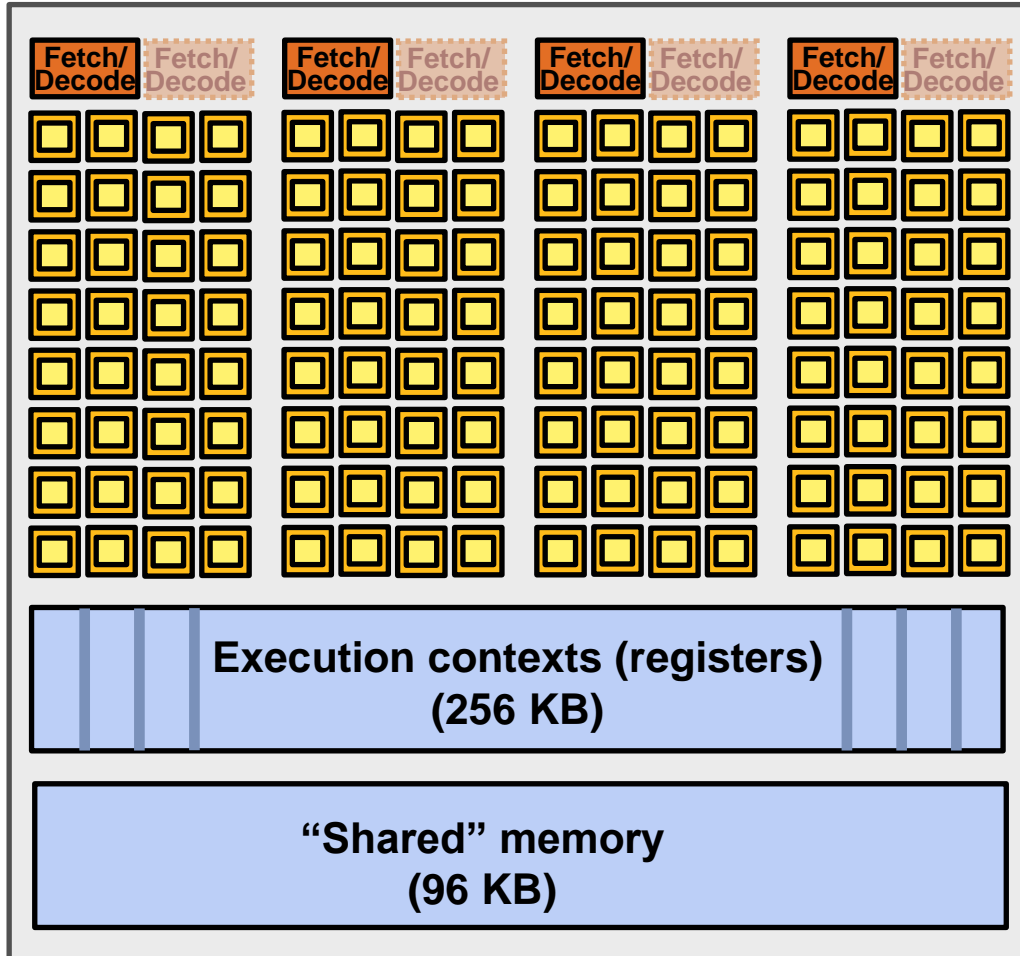 Fetch/
Decode
Fetch/
Decode
Fetch/
Decode
Fetch/
Decode
Fetch/
Decode
Fetch/
Decode
Fetch/
Decode
Fetch/
Decode
Execution contexts (registers)
(256 KB)
“Shared” memory
(96 KB)